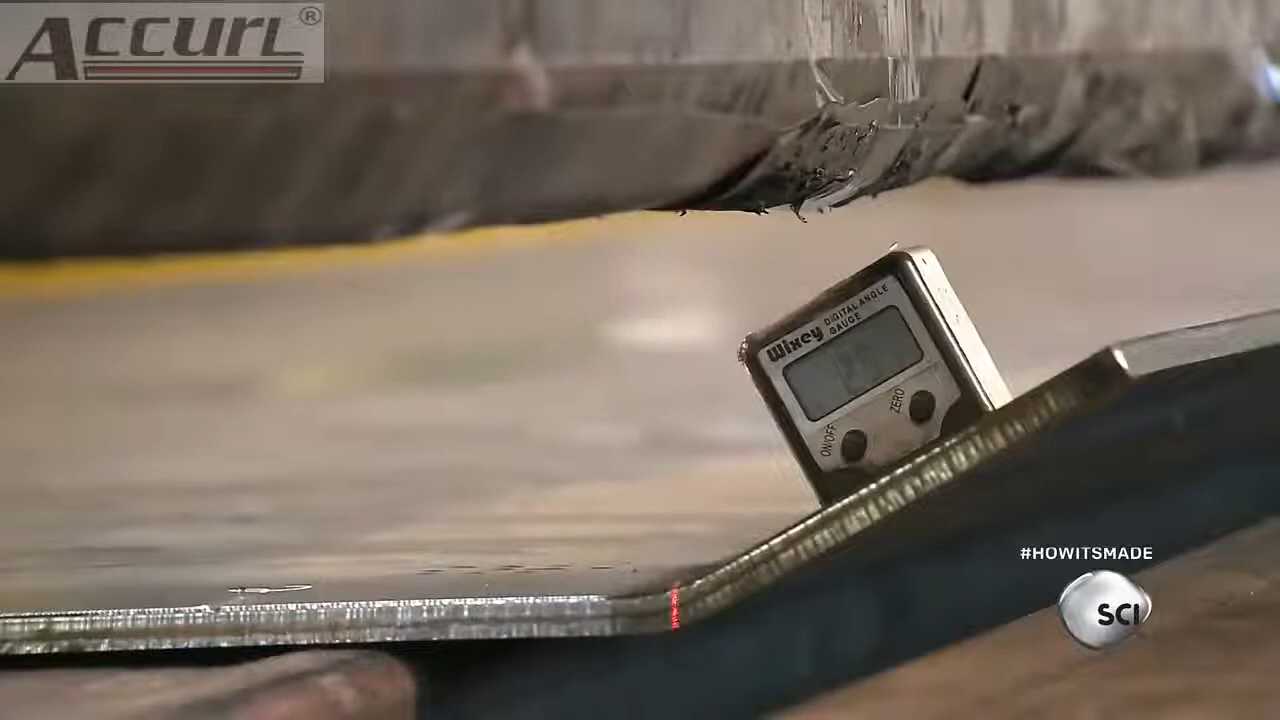 ACCURL®
Wixey
DIGITAL ANGLE
GAUGE
ZERO
ON/OFF
#HOWITSMADE
SCI